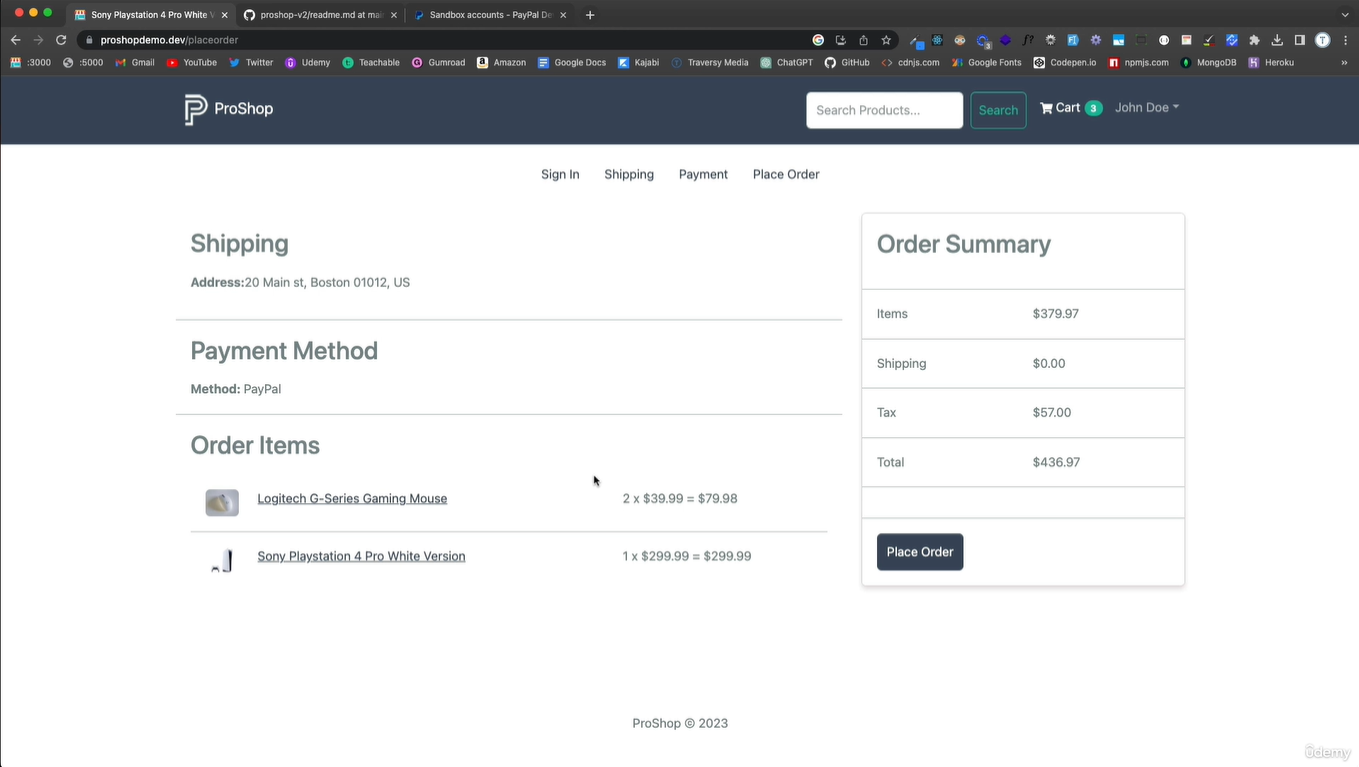 Sony Playstation 4 Pro White V
proshop-v2/readme.md at mai
Sandbox accounts - PayPal De
proshopdemo.dev/placeorder
:3000 :5000 Gmail YouTube Twitter Udemy Teachable Gumroad Amazon Google Docs Kajabi Traversy Media ChatGPT GitHub cdnjs.com Google Fonts Codepen.io npmjs.com MongoDB Heroku
ProShop
Search Products...
Search
Cart 3
John Doe
Sign In Shipping Payment Place Order
Shipping
Address:20 Main st, Boston 01012, US
Payment Method
Method: PayPal
Order Items
Logitech G-Series Gaming Mouse 2 x $39.99 = $79.98
Sony Playstation 4 Pro White Version 1 x $299.99 = $299.99
Order Summary
Items $379.97
Shipping $0.00
Tax $57.00
Total $436.97
Place Order
ProShop © 2023
ûdemy